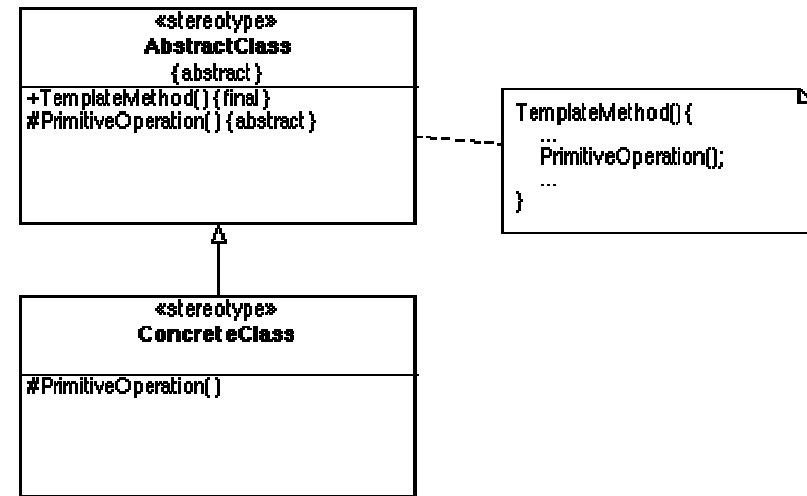 «stereotype»
AbstractClass
{abstract}
+TemplateMethod(){final}
#PrimitiveOperation(){abstract}
TemplateMethod(){
...
PrimitiveOperation();
...
}
«stereotype»
ConcreteClass
#PrimitiveOperation()